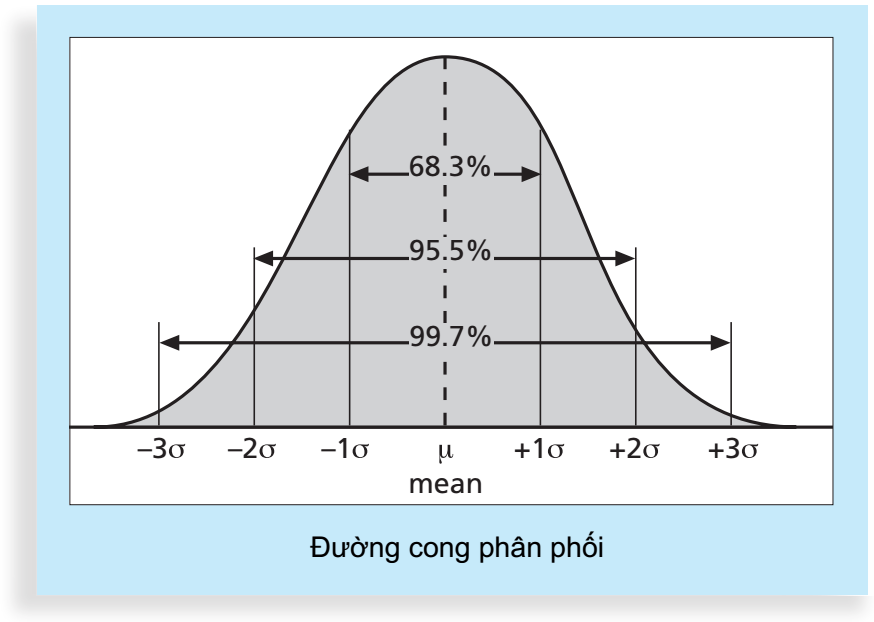 68.3%
95.5%
99.7%
–3σ –2σ –1σ μ +1σ +2σ +3σ
mean
Đường cong phân phối